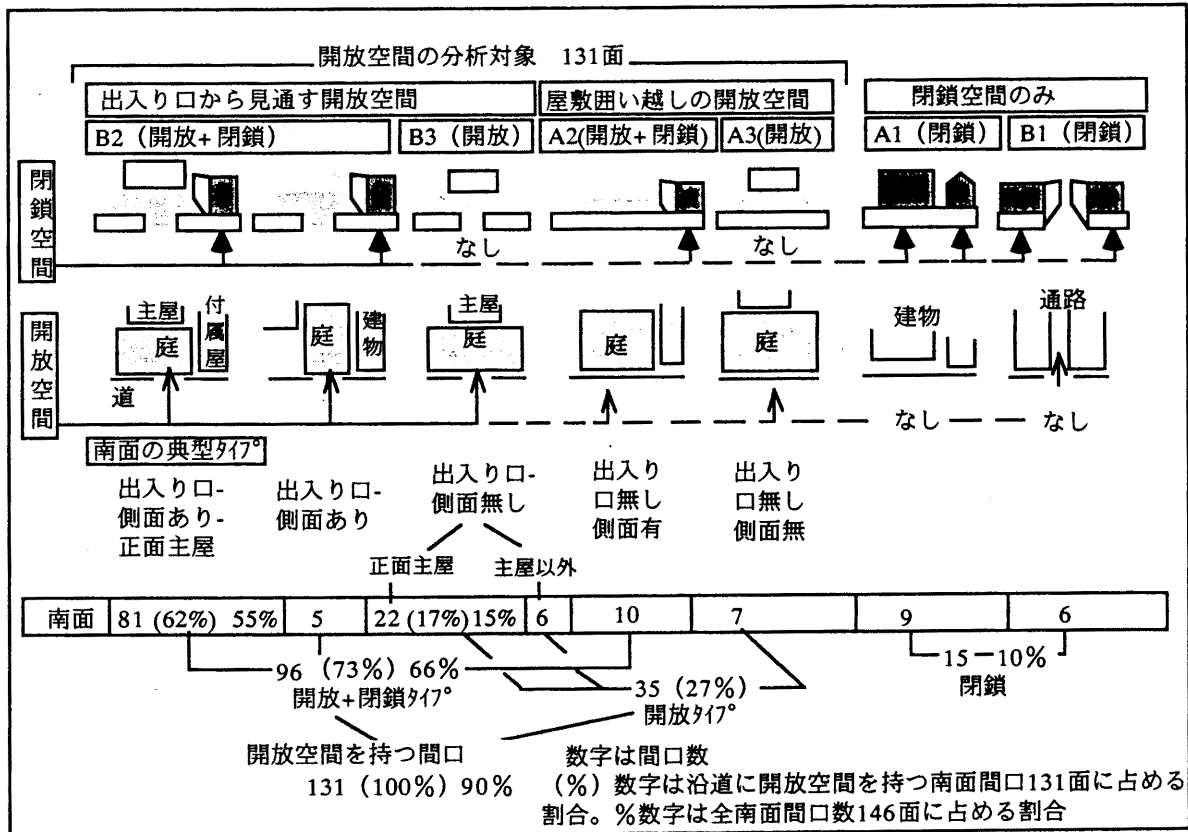 開放空間の分析対象 131面
出入り口から見通す開放空間 屋敷囲い越しの開放空間 閉鎖空間のみ
B2（開放+閉鎖） B3（開放） A2(開放+閉鎖) A3(開放) A1（閉鎖） B1（閉鎖）
閉鎖空間
なし なし
開放空間
主屋 付属屋 庭 道
庭 建物
主屋 庭
庭
庭
建物
通路
なし なし
南面の典型ﾀｲﾌﾟ
出入り口-
側面あり-
正面主屋
出入り口-
側面あり
出入り口-
側面無し
出入り
口無し
側面有
出入り
口無し
側面無
正面主屋 主屋以外
南面 81 (62%) 55% 5 22 (17%)15% 6 10 7 9 6
96（73%）66% 15－10%
開放+閉鎖ﾀｲﾌﾟ 35（27%） 閉鎖
開放ﾀｲﾌﾟ
開放空間を持つ間口 数字は間口数
131（100%）90% （%）数字は沿道に開放空間を持つ南面間口131面に占める
割合。%数字は全南面間口数146面に占める割合